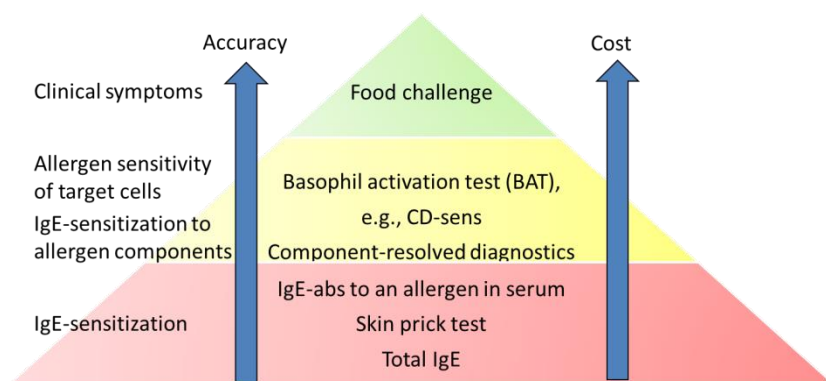 Accuracy
Cost
Clinical symptoms
Food challenge
Allergen sensitivity
of target cells
Basophil activation test (BAT),
e.g., CD-sens
IgE-sensitization to
allergen components
Component-resolved diagnostics
IgE-abs to an allergen in serum
IgE-sensitization
Skin prick test
Total IgE